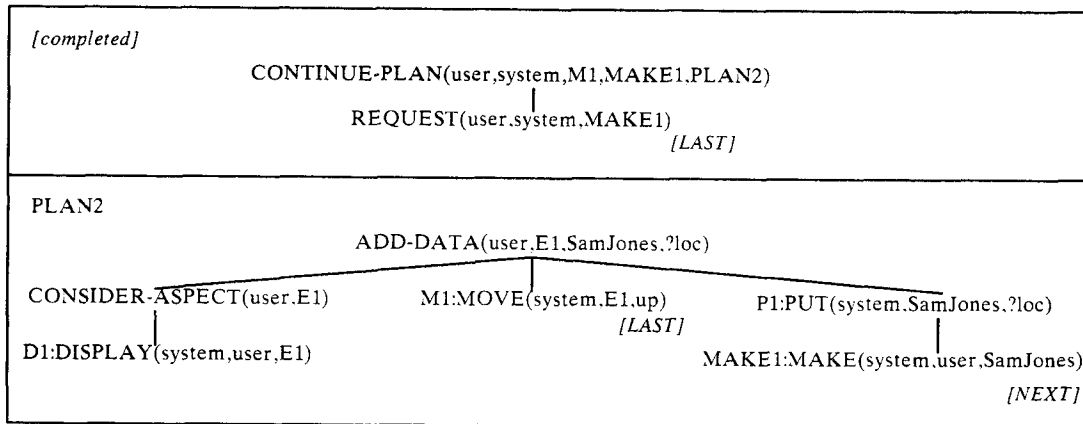 [completed]
CONTINUE-PLAN(user,system,M1,MAKE1,PLAN2)
REQUEST(user,system,MAKE1)
[LAST]
PLAN2
ADD-DATA(user,E1,SamJones,?loc)
CONSIDER-ASPECT(user,E1) M1:MOVE(system,E1,up) P1:PUT(system,SamJones,?loc)
[LAST]
D1:DISPLAY(system,user,E1) MAKE1:MAKE(system,user,SamJones)
[NEXT]